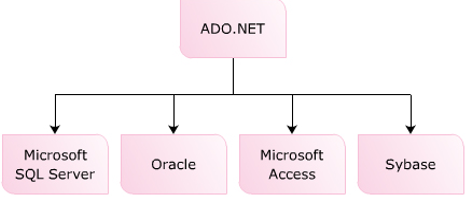 ADO.NET
Microsoft
SQL Server
Oracle
Microsoft
Access
Sybase